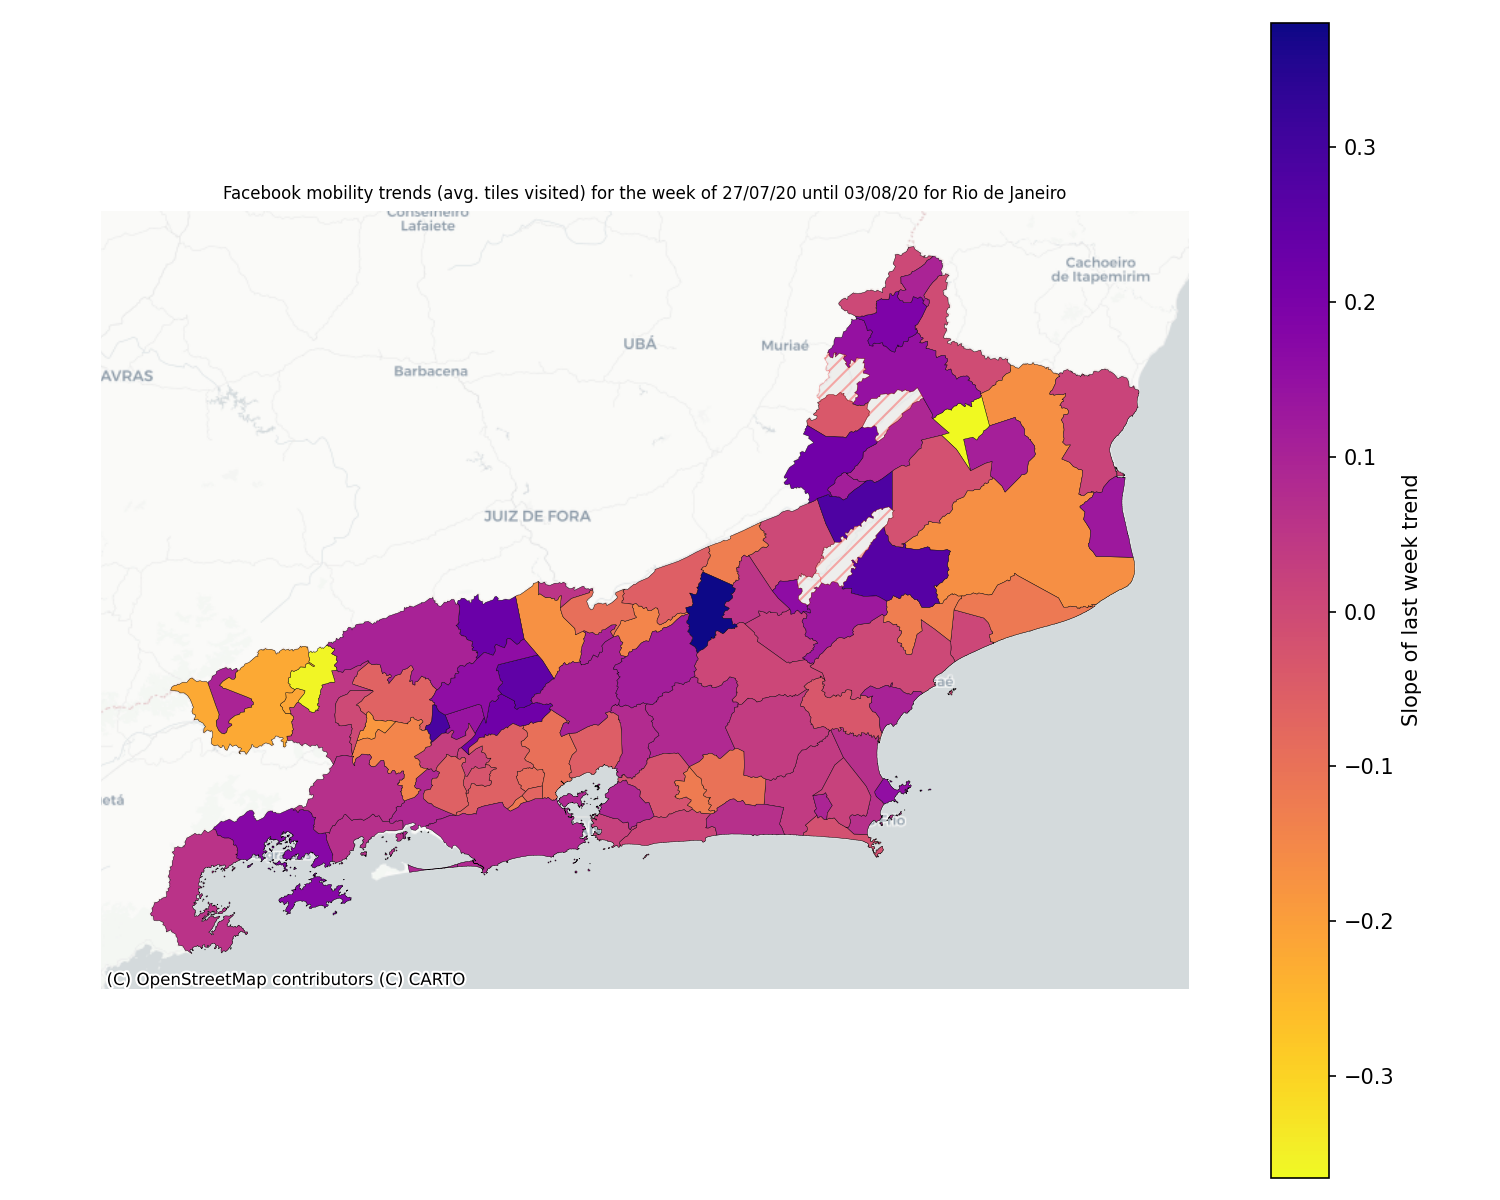 Facebook mobility trends (avg. tiles visited) for the week of 27/07/20 until 03/08/20 for Rio de Janeiro
Conselheiro
Lafaiete
Cachoeiro
de Itapemirim
UBÁ
Muriaé
AVRAS
Barbacena
JUIZ DE FORA
aé
etá
(C) OpenStreetMap contributors (C) CARTO
0.3
0.2
0.1
0.0
−0.1
−0.2
−0.3
Slope of last week trend